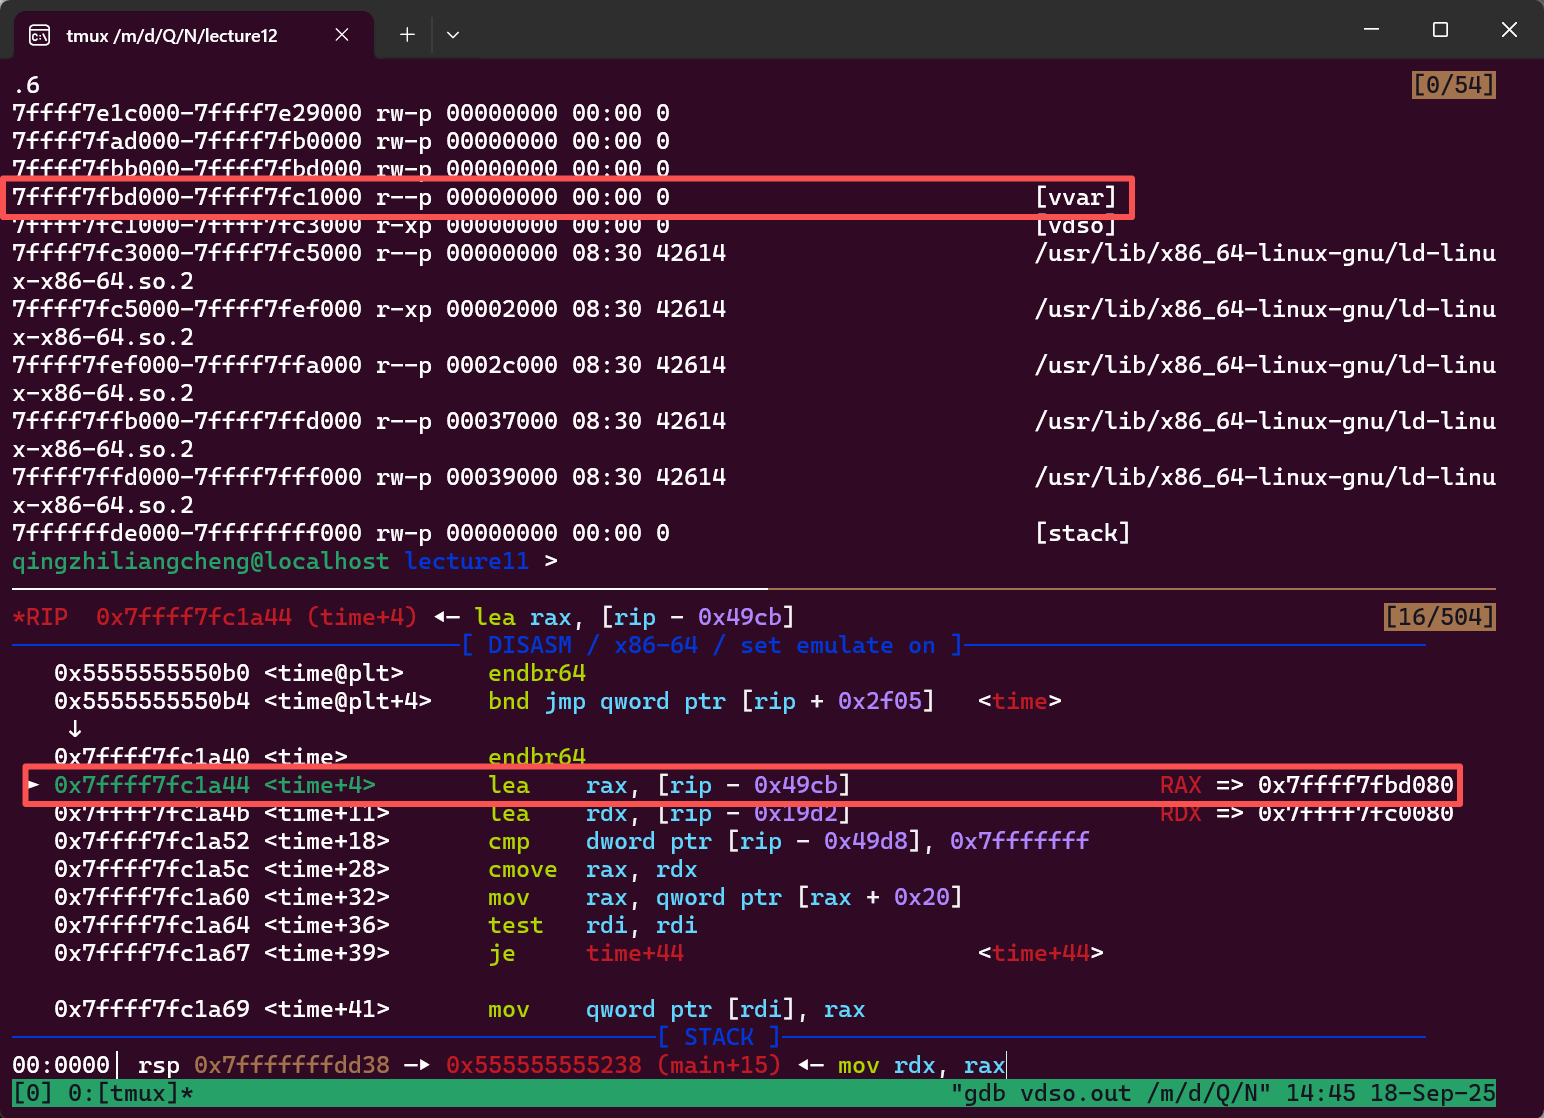 tmux /m/d/Q/N/lecture12
.6 [0/54]
7ffff7e1c000-7ffff7e29000 rw-p 00000000 00:00 0
7ffff7fad000-7ffff7fb0000 rw-p 00000000 00:00 0
7ffff7fbb000-7ffff7fbd000 rw-p 00000000 00:00 0
7ffff7fbd000-7ffff7fc1000 r--p 00000000 00:00 0 [vvar]
7ffff7fc1000-7ffff7fc3000 r-xp 00000000 00:00 0 [vdso]
7ffff7fc3000-7ffff7fc5000 r--p 00000000 08:30 42614 /usr/lib/x86_64-linux-gnu/ld-linu
x-x86-64.so.2
7ffff7fc5000-7ffff7fef000 r-xp 00002000 08:30 42614 /usr/lib/x86_64-linux-gnu/ld-linu
x-x86-64.so.2
7ffff7fef000-7ffff7ffa000 r--p 0002c000 08:30 42614 /usr/lib/x86_64-linux-gnu/ld-linu
x-x86-64.so.2
7ffff7ffb000-7ffff7ffd000 r--p 00037000 08:30 42614 /usr/lib/x86_64-linux-gnu/ld-linu
x-x86-64.so.2
7ffff7ffd000-7ffff7fff000 rw-p 00039000 08:30 42614 /usr/lib/x86_64-linux-gnu/ld-linu
x-x86-64.so.2
7ffffffde000-7ffffffff000 rw-p 00000000 00:00 0 [stack]
qingzhiliangcheng@localhost lecture11 >
*RIP 0x7ffff7fc1a44 (time+4) ◂— lea rax, [rip - 0x49cb] [16/504]
[ DISASM / x86-64 / set emulate on ]
0x5555555550b0 <time@plt> endbr64
0x5555555550b4 <time@plt+4> bnd jmp qword ptr [rip + 0x2f05] <time>
↓
0x7ffff7fc1a40 <time> endbr64
► 0x7ffff7fc1a44 <time+4> lea rax, [rip - 0x49cb] RAX => 0x7ffff7fbd080
0x7ffff7fc1a4b <time+11> lea rdx, [rip - 0x19d2] RDX => 0x7ffff7fc0080
0x7ffff7fc1a52 <time+18> cmp dword ptr [rip - 0x49d8], 0x7fffffff
0x7ffff7fc1a5c <time+28> cmove rax, rdx
0x7ffff7fc1a60 <time+32> mov rax, qword ptr [rax + 0x20]
0x7ffff7fc1a64 <time+36> test rdi, rdi
0x7ffff7fc1a67 <time+39> je time+44 <time+44>
0x7ffff7fc1a69 <time+41> mov qword ptr [rdi], rax
[ STACK ]
00:0000│ rsp 0x7fffffffdd38 —▸ 0x555555555238 (main+15) ◂— mov rdx, rax
[0] 0:[tmux]* "gdb vdso.out /m/d/Q/N" 14:45 18-Sep-25